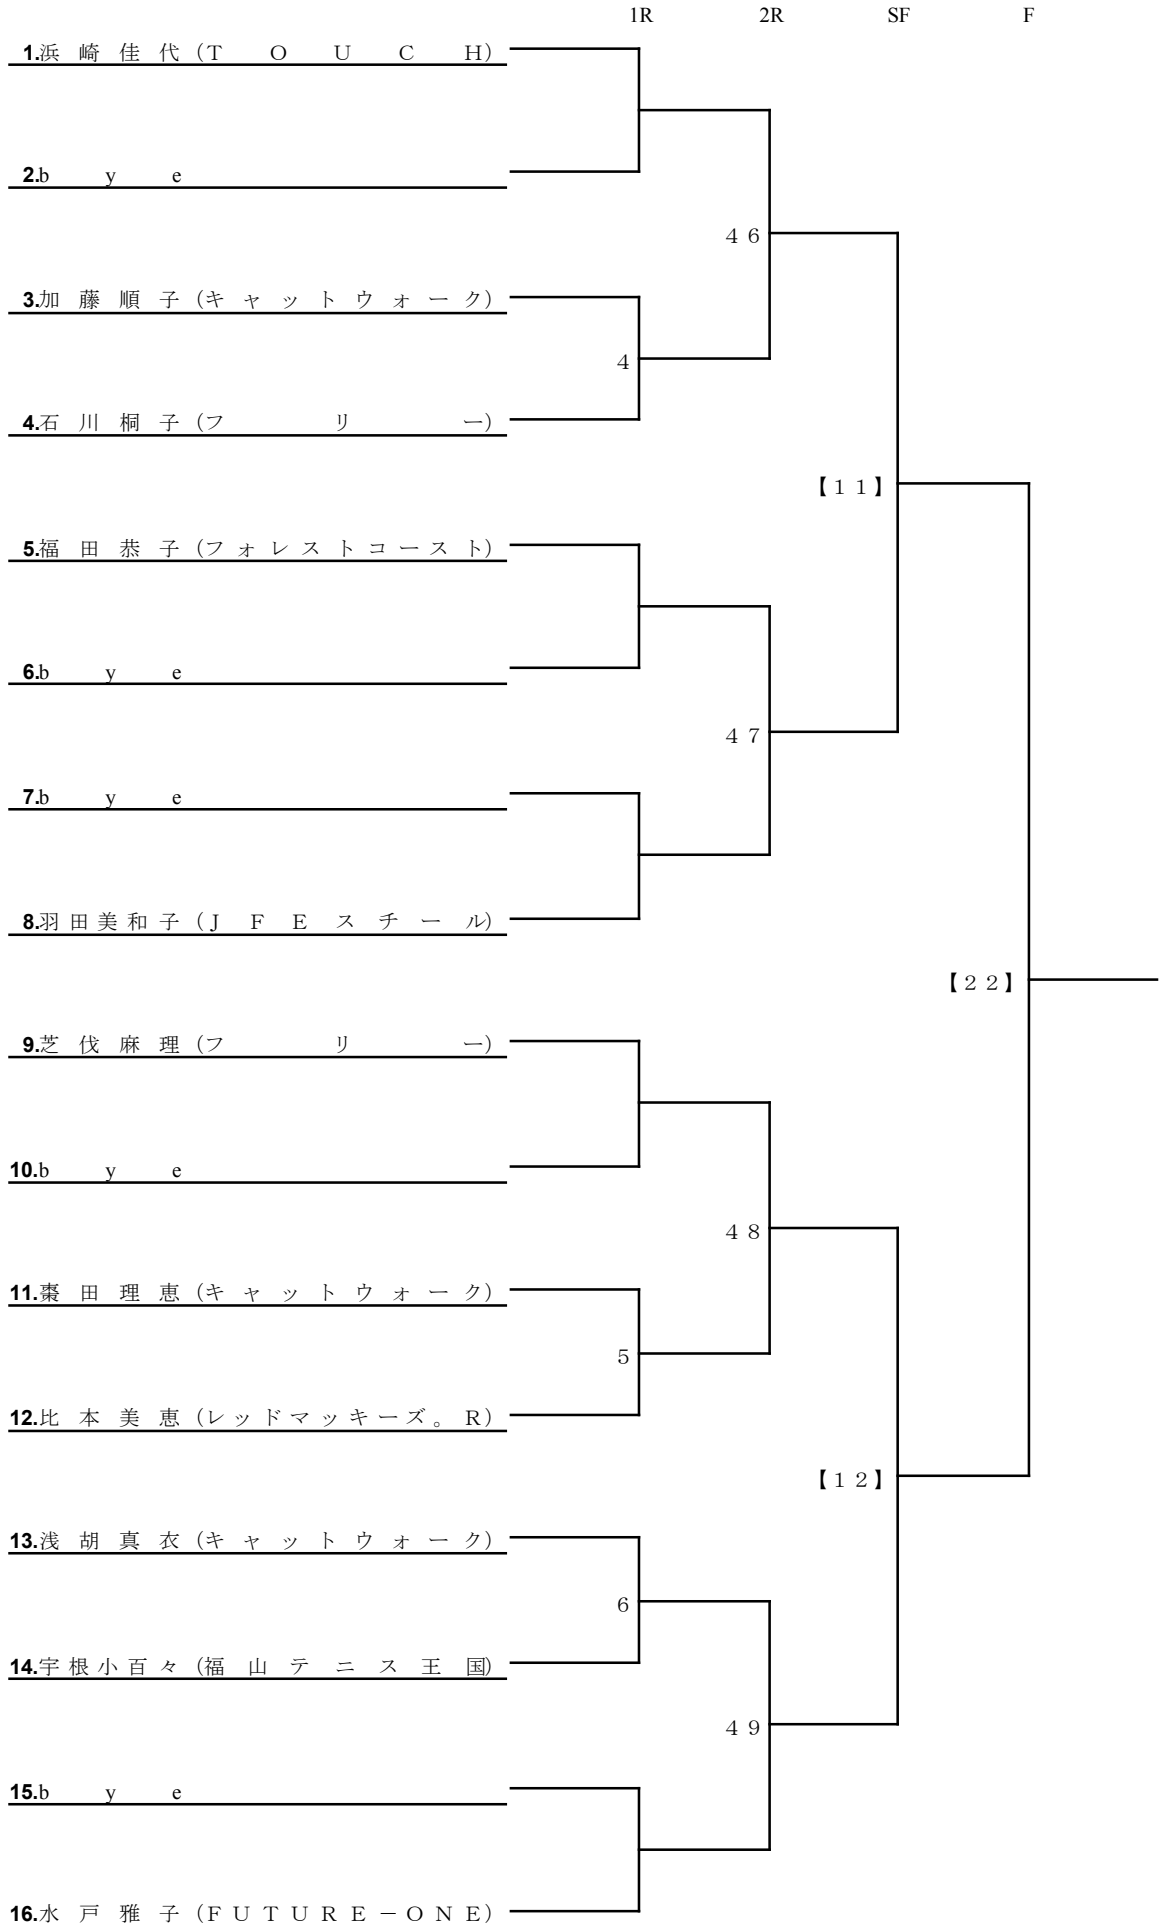 1R 2R SF F
1.浜崎佳代(TOUCH)
2.bye
46
3.加藤順子(キャットウォーク)
4
4.石川桐子(フリー)
【11】
5.福田恭子(フォレストコースト)
6.bye
47
7.bye
8.羽田美和子(JFEスチール)
【22】
9.芝伐麻理(フリー)
10.bye
48
11.棗田理恵(キャットウォーク)
5
12.比本美恵(レッドマッキーズ。R)
【12】
13.浅胡真衣(キャットウォーク)
6
14.宇根小百々(福山テニス王国)
49
15.bye
16.水戸雅子(FUTURE-ONE)